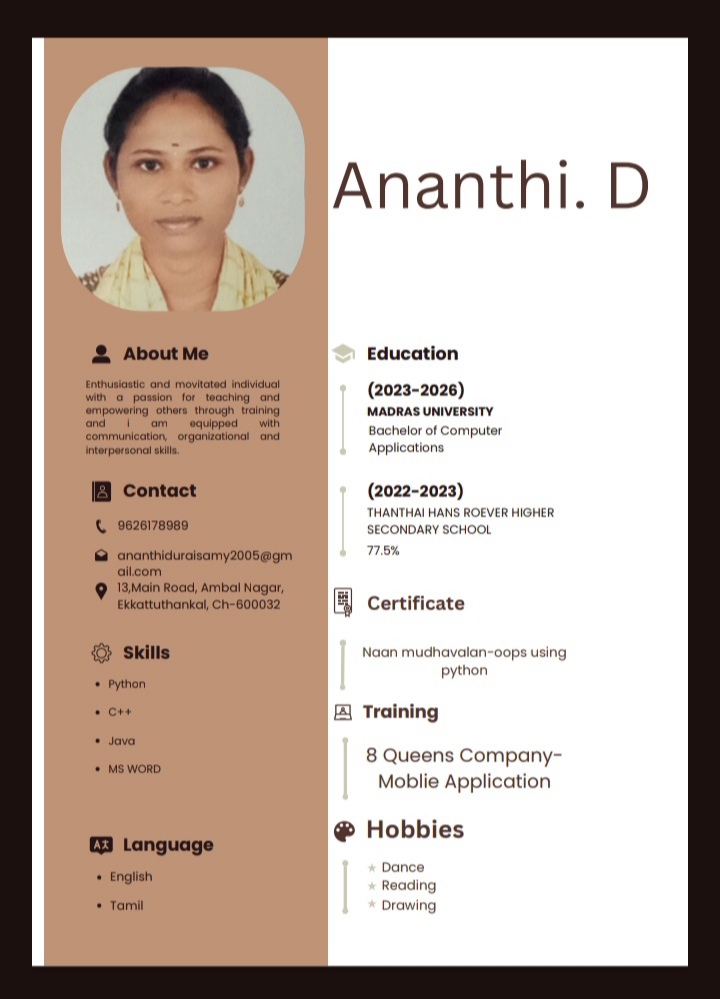 Ananthi. D
About Me
Enthusiastic and movitated individual
with a passion for teaching and
empowering others through training
and i am equipped with
communication, organizational and
interpersonal skills.
Contact
9626178989
ananthiduraisamy2005@gm
ail.com
13,Main Road, Ambal Nagar,
Ekkattuthankal, Ch-600032
Skills
Python
C++
Java
MS WORD
Language
English
Tamil
Education
(2023-2026)
MADRAS UNIVERSITY
Bachelor of Computer
Applications
(2022-2023)
THANTHAI HANS ROEVER HIGHER
SECONDARY SCHOOL
77.5%
Certificate
Naan mudhavalan-oops using
python
Training
8 Queens Company-
Moblie Application
Hobbies
Dance
Reading
Drawing